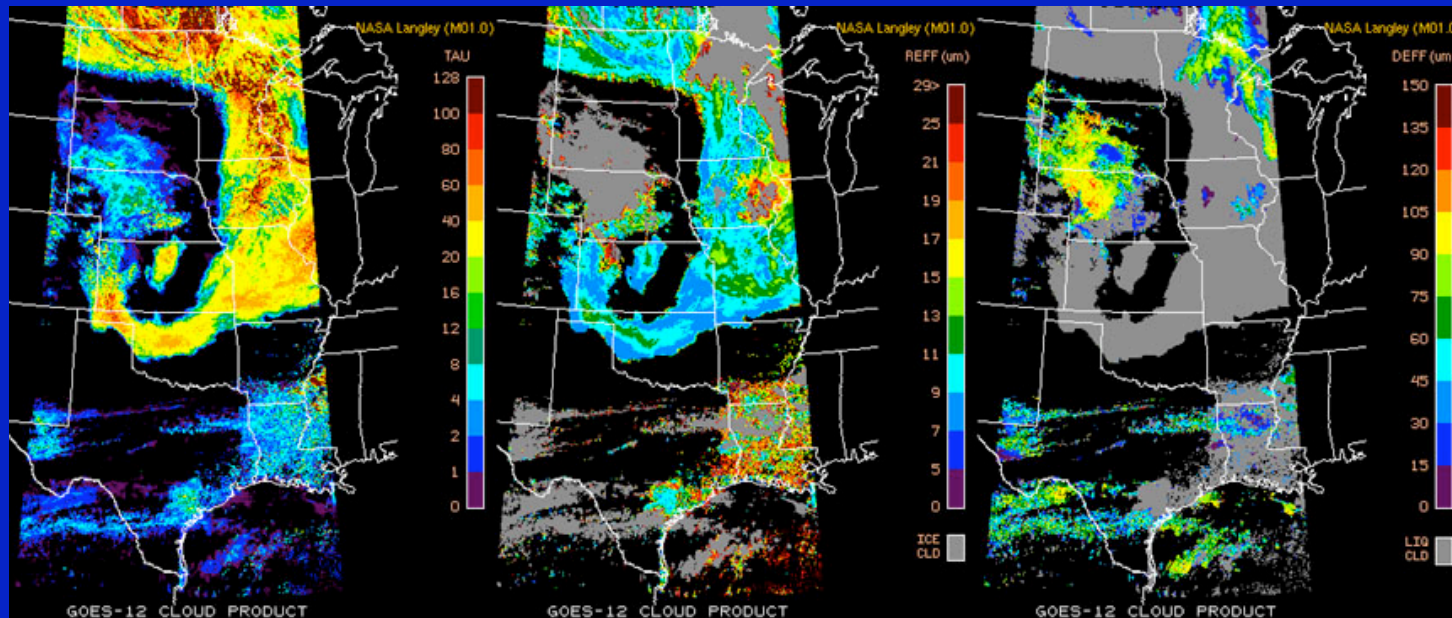 NASA Langley (M01.0)
TAU
128
100
80
60
40
20
16
12
8
4
2
1
0
GOES-12 CLOUD PRODUCT
NASA Langley (M01.0)
REFF (um)
29>
25
21
19
17
15
13
11
9
7
5
0
ICE
CLD
GOES-12 CLOUD PRODUCT
NASA Langley (M01.0
DEFF (um
150
135
120
105
90
75
60
45
30
15
0
LIQ
CLD
GOES-12 CLOUD PRODUCT